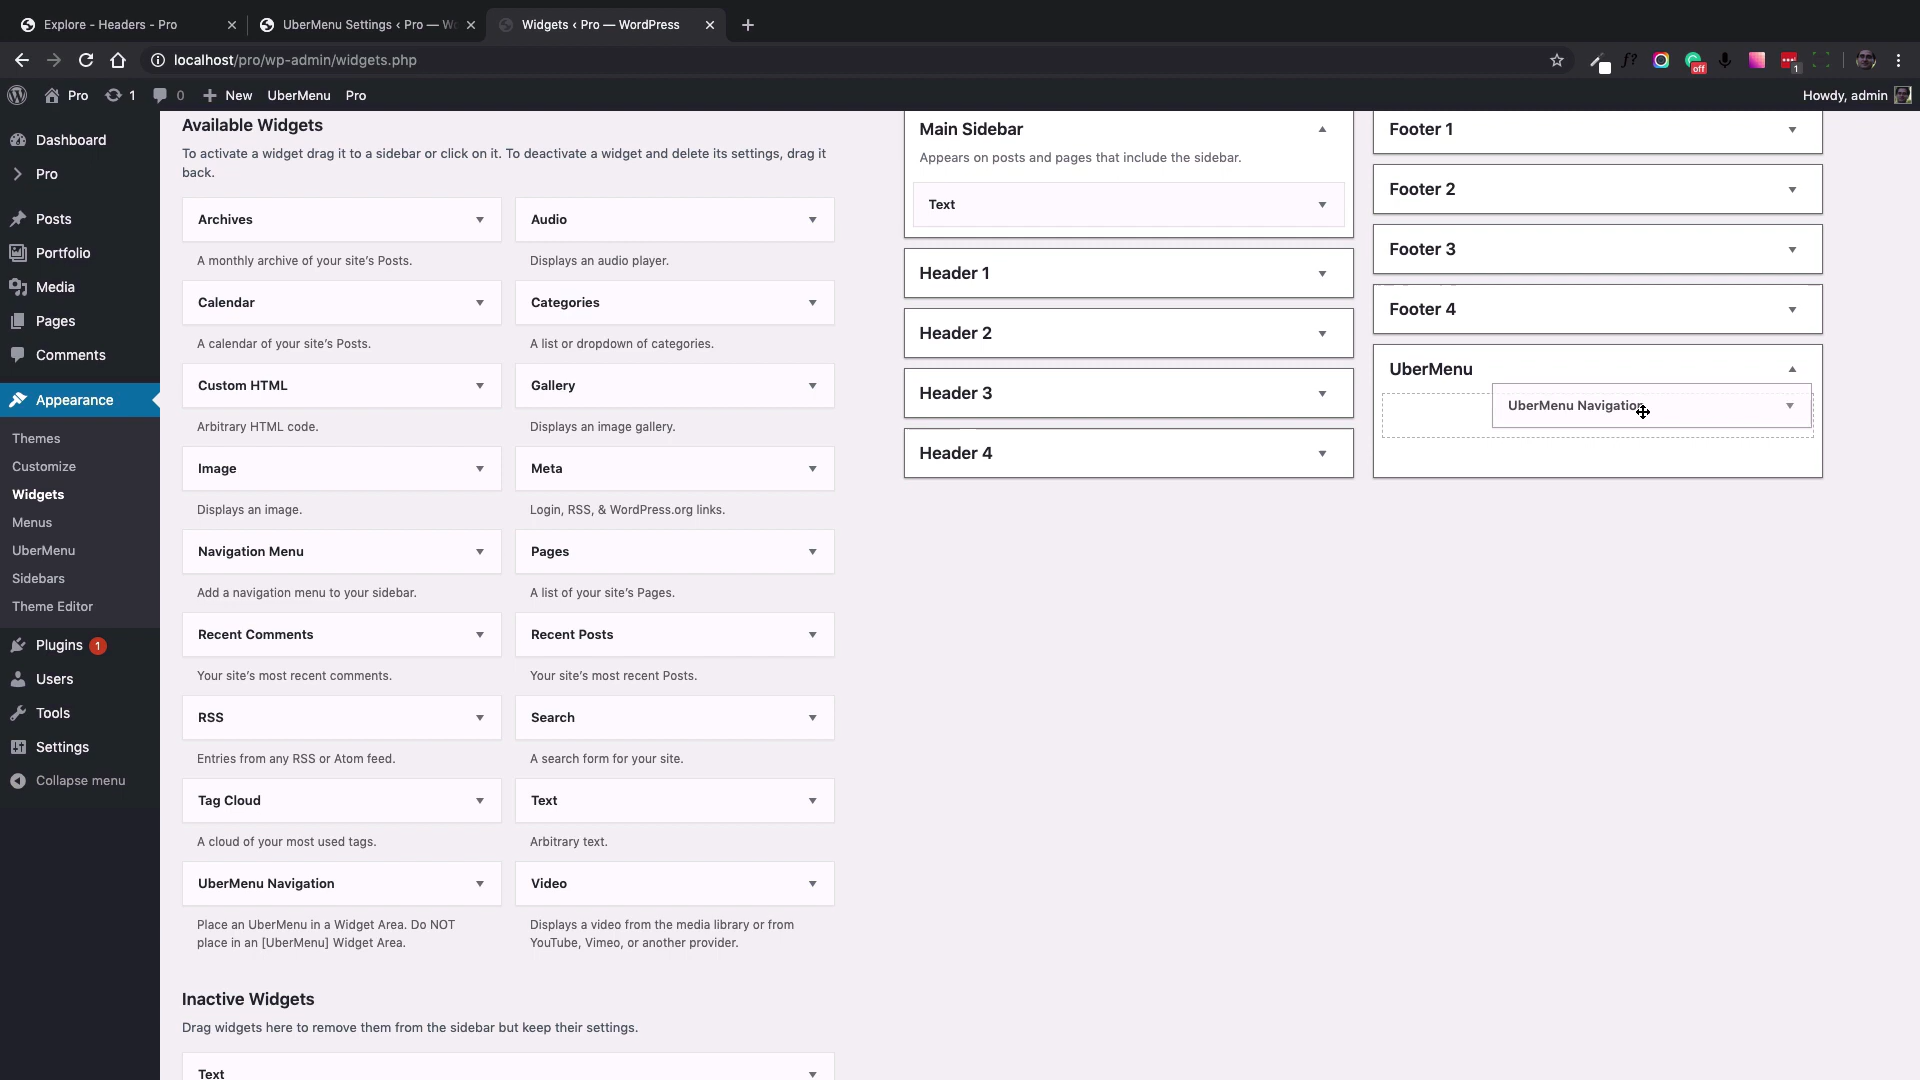 Explore - Headers - Pro
UberMenu Settings ‹ Pro — W
Widgets ‹ Pro — WordPress
localhost/pro/wp-admin/widgets.php
f?
off
1
Pro
1
0
New
UberMenu
Pro
Howdy, admin
Dashboard
Pro
Posts
Portfolio
Media
Pages
Comments
Appearance
Themes
Customize
Widgets
Menus
UberMenu
Sidebars
Theme Editor
Plugins 1
Users
Tools
Settings
Collapse menu
Available Widgets
To activate a widget drag it to a sidebar or click on it. To deactivate a widget and delete its settings, drag it
back.
Archives
A monthly archive of your site's Posts.
Audio
Displays an audio player.
Calendar
A calendar of your site's Posts.
Categories
A list or dropdown of categories.
Custom HTML
Arbitrary HTML code.
Gallery
Displays an image gallery.
Image
Displays an image.
Meta
Login, RSS, & WordPress.org links.
Navigation Menu
Add a navigation menu to your sidebar.
Pages
A list of your site's Pages.
Recent Comments
Your site's most recent comments.
Recent Posts
Your site's most recent Posts.
RSS
Entries from any RSS or Atom feed.
Search
A search form for your site.
Tag Cloud
A cloud of your most used tags.
Text
Arbitrary text.
UberMenu Navigation
Place an UberMenu in a Widget Area. Do NOT
place in an [UberMenu] Widget Area.
Video
Displays a video from the media library or from
YouTube, Vimeo, or another provider.
Inactive Widgets
Drag widgets here to remove them from the sidebar but keep their settings.
Text
Main Sidebar
Appears on posts and pages that include the sidebar.
Text
Header 1
Header 2
Header 3
Header 4
Footer 1
Footer 2
Footer 3
Footer 4
UberMenu
UberMenu Navigation